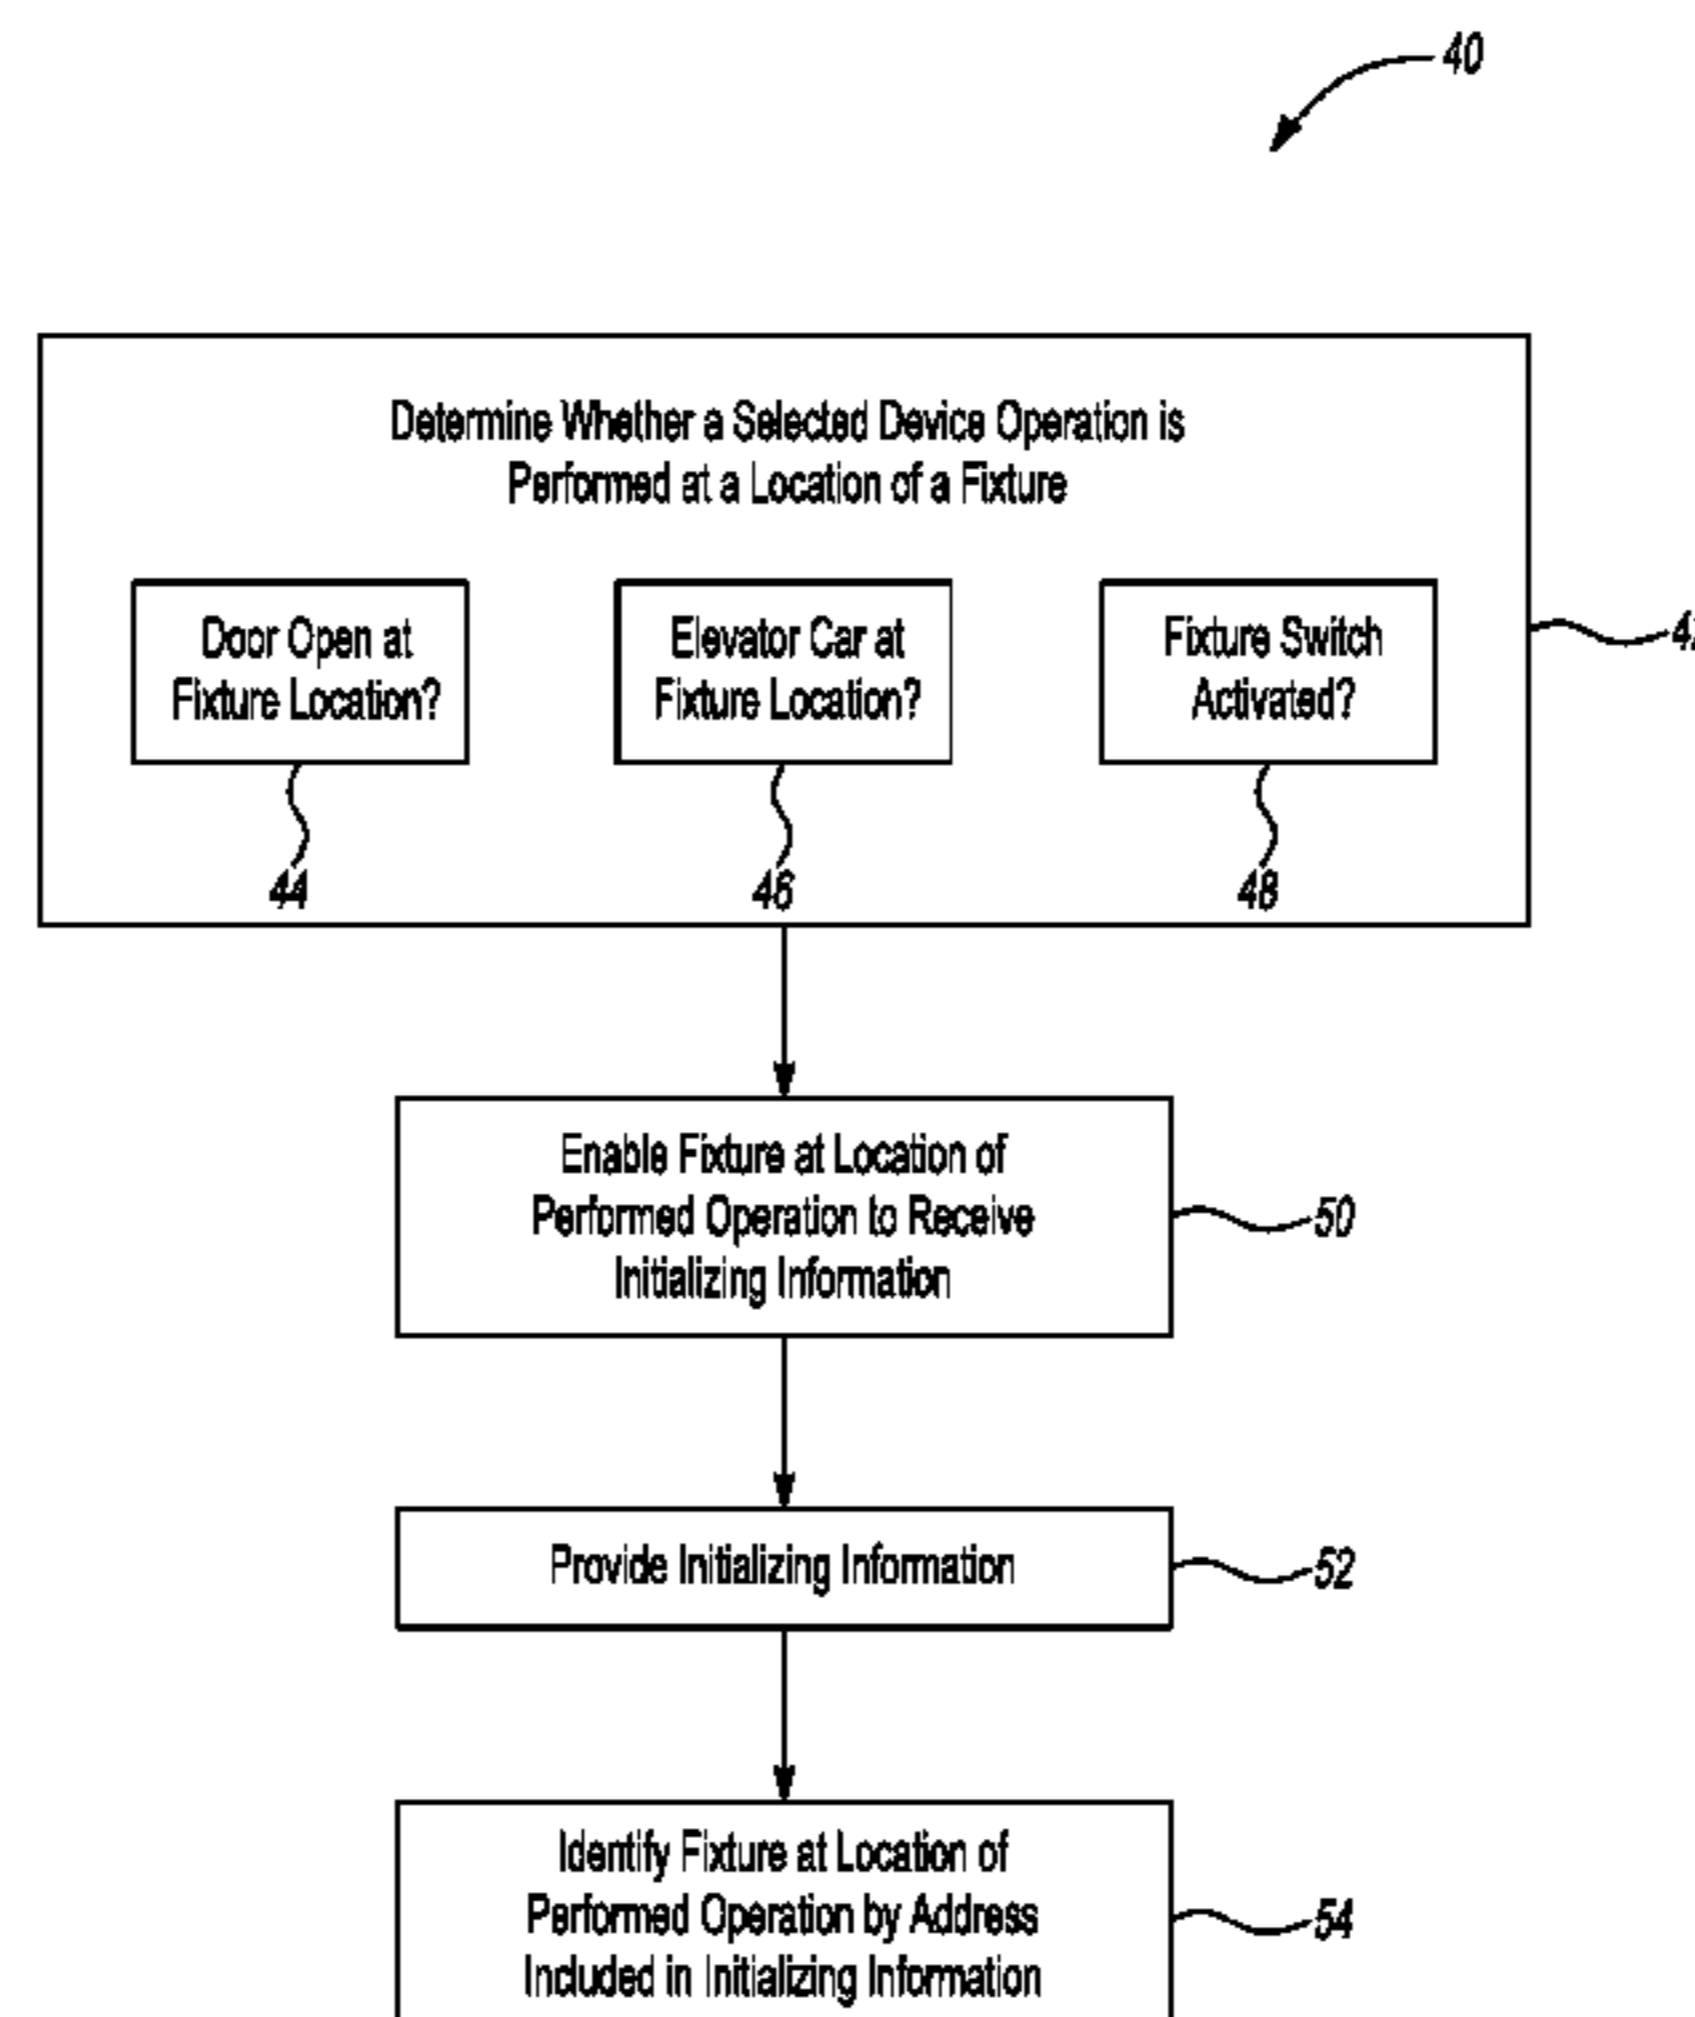 40
Determine Whether a Selected Device Operation is
Performed at a Location of a Fixture
Door Open at
Fixture Location?
Elevator Car at
Fixture Location?
Fixture Switch
Activated?
44
46
48
Enable Fixture at Location of
Performed Operation to Receive
Initializing Information
50
Provide Initializing Information
52
Identify Fixture at Location of
Performed Operation by Address
Included in Initializing Information
54